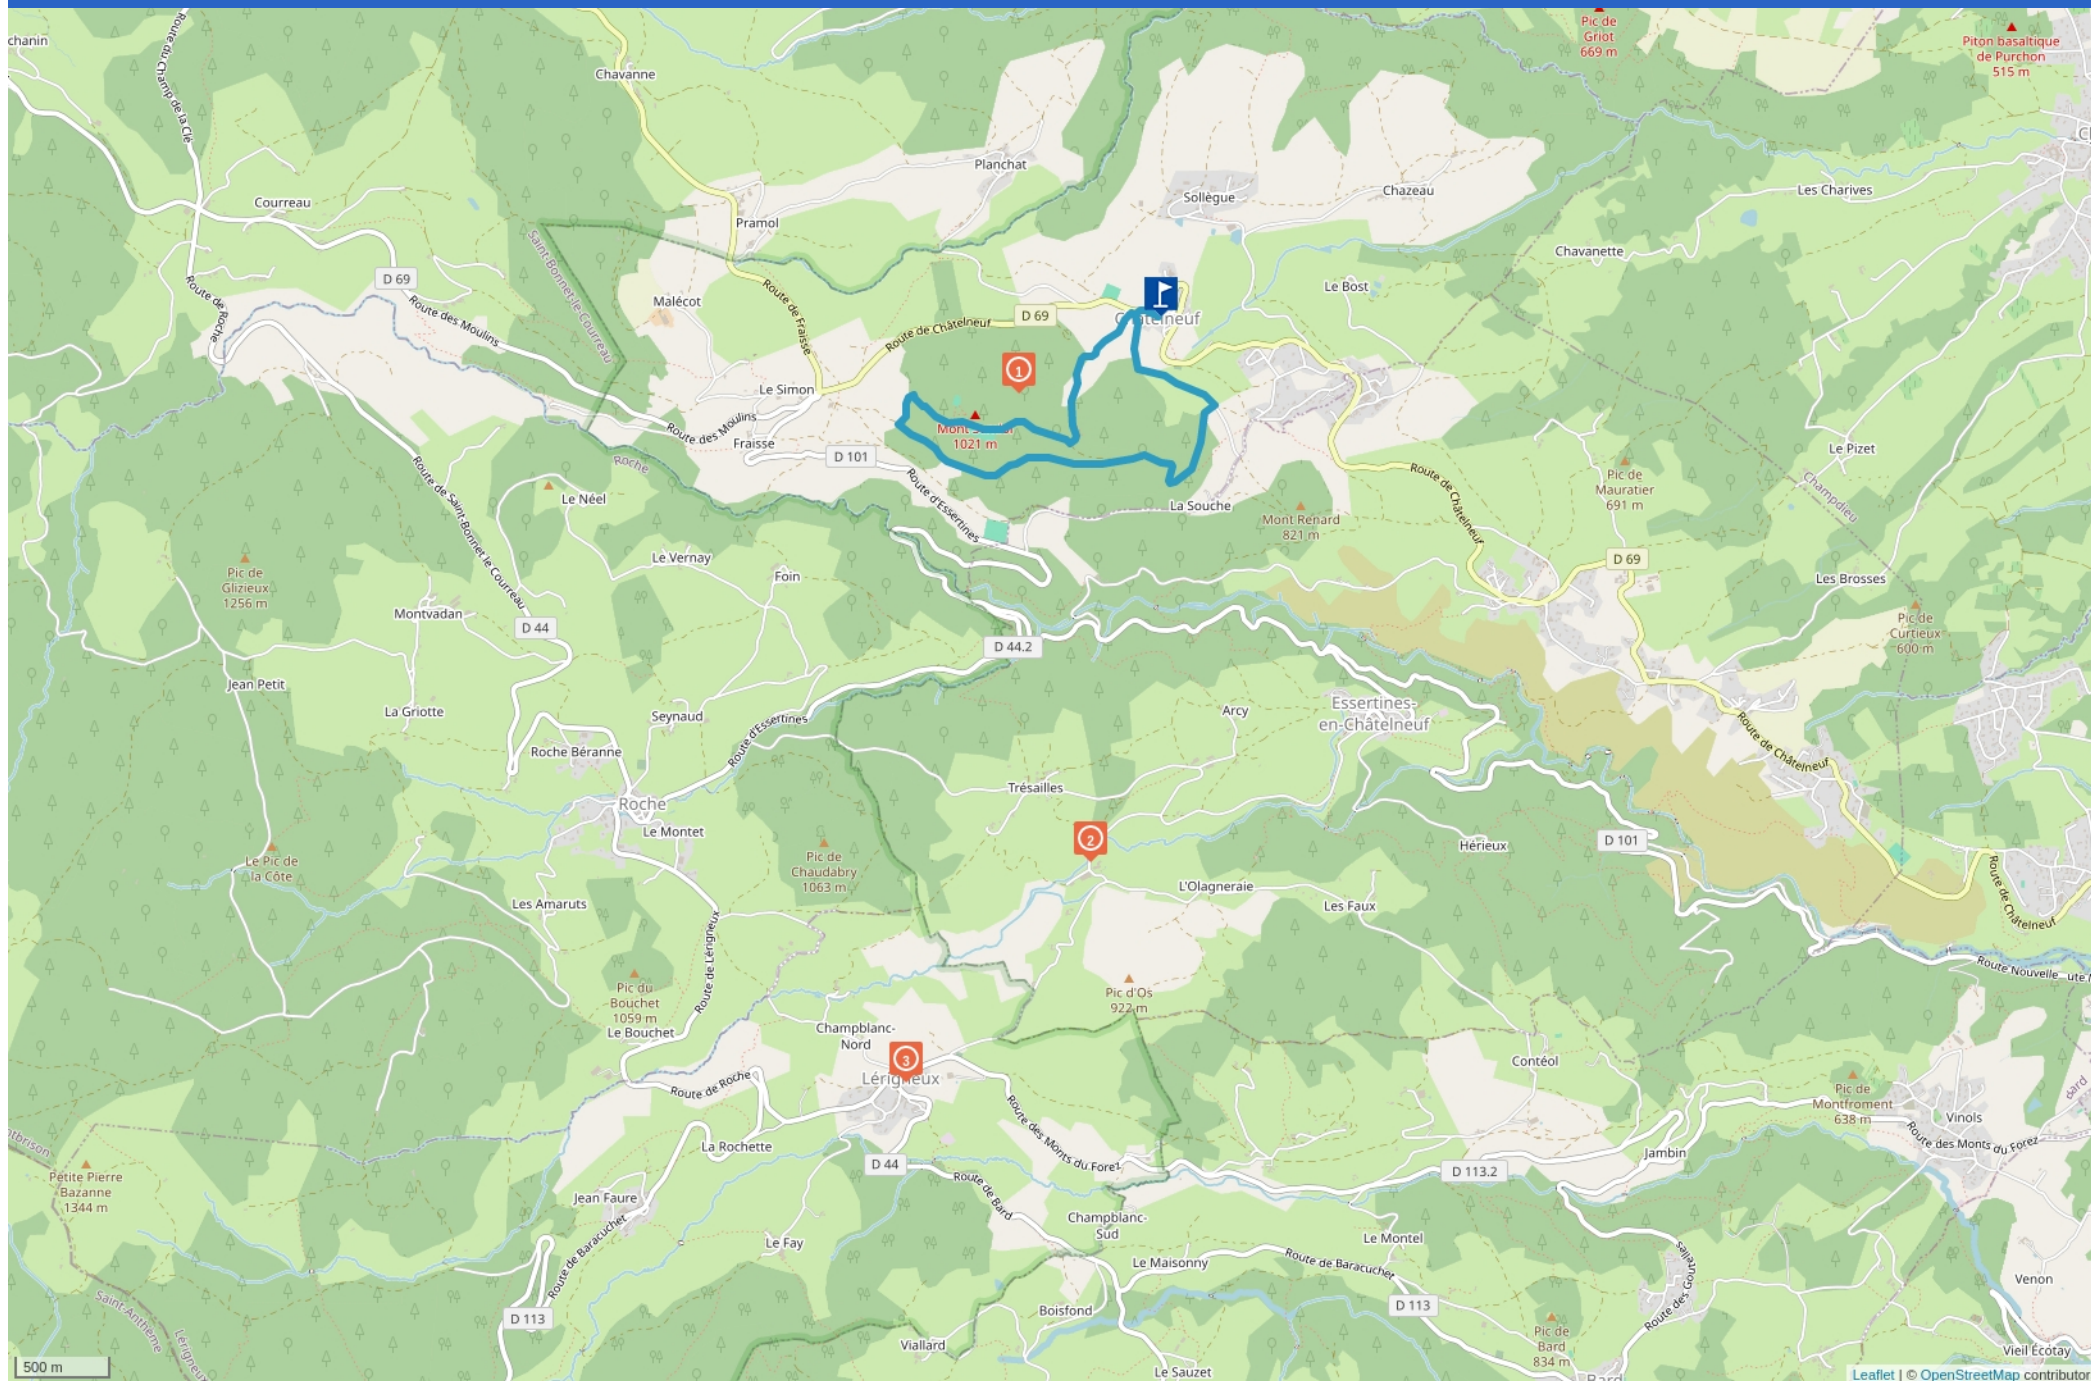 chanin
Route du Champ de la Clé
Chavanne
Pic de
Griot
669 m
Piton basaltique
de Purchon
515 m
Planchat
Sollègue
Chazeau
Les Charives
Courreau
Pramol
Chavanette
Saint-Bonnet-le-Courreau
D 69
Route de Roche
Route des Moulins
Malécot
Route de Fraisse
Le Bost
D 69
Route de Châtelneuf
1
Le Simon
Route des Moulins
Fraisse
1021 m
D 101
Roche
Route d'Essertines
Le Pizet
Champdieu
Route de Saint-Bonnet-le-Courreau
Le Néel
La Souche
Mont Renard
821 m
Route de Châtelneuf
Pic de
Mauratier
691 m
Le Vernay
Foin
D 69
Les Brosses
Pic de
Glizieux
1256 m
Montvadan
D 44
D 44.2
Pic de
Curtieux
600 m
Jean Petit
La Griotte
Seynaud
Route d'Essertines
Arcy
Essertines-
en-Châtelneuf
Route de Châtelneuf
Roche Béranne
Roche
Le Montet
Trésailles
2
Hérieux
D 101
Le Pic de
la Côte
Pic de
Chaudabry
1063 m
L'Olagneraie
Les Faux
Les Amaruts
Route de Lérigneux
Route de Châtelneuf
Route Nouvelle
Pic du
Bouchet
1059 m
Le Bouchet
Pic d'Os
922 m
Champblanc-
Nord
3
Lérigneux
Route de Roche
Contéol
Pic de
Montfroment
638 m
Vinols
Route des Monts du Forez
Bard
Route des Monts du Forez
La Rochette
D 44
Route de Bard
D 113.2
Jambin
Petite Pierre
Bazanne
1344 m
Jean Faure
Route de Baracuchet
Le Fay
Champblanc-
Sud
Le Montel
Le Maisonny
Route de Baracuchet
Route des Goutelles
Venon
Saint-Anthème
Lérigneux
D 113
Boisfond
D 113
Viallard
Pic de
Bard
834 m
Vieil Écotay
Le Sauzet
Bard
500 m
Leaflet | © OpenStreetMap contributor